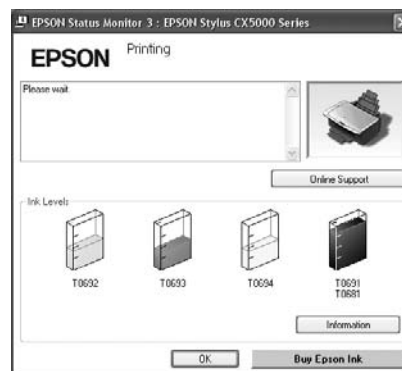 EPSON Status Monitor 3 : EPSON Stylus CX5000 Series
EPSON
Printing
Please wait.
Online Support
Ink Levels
T0692
T0693
T0694
T0691
T0681
Information
OK
Buy Epson Ink